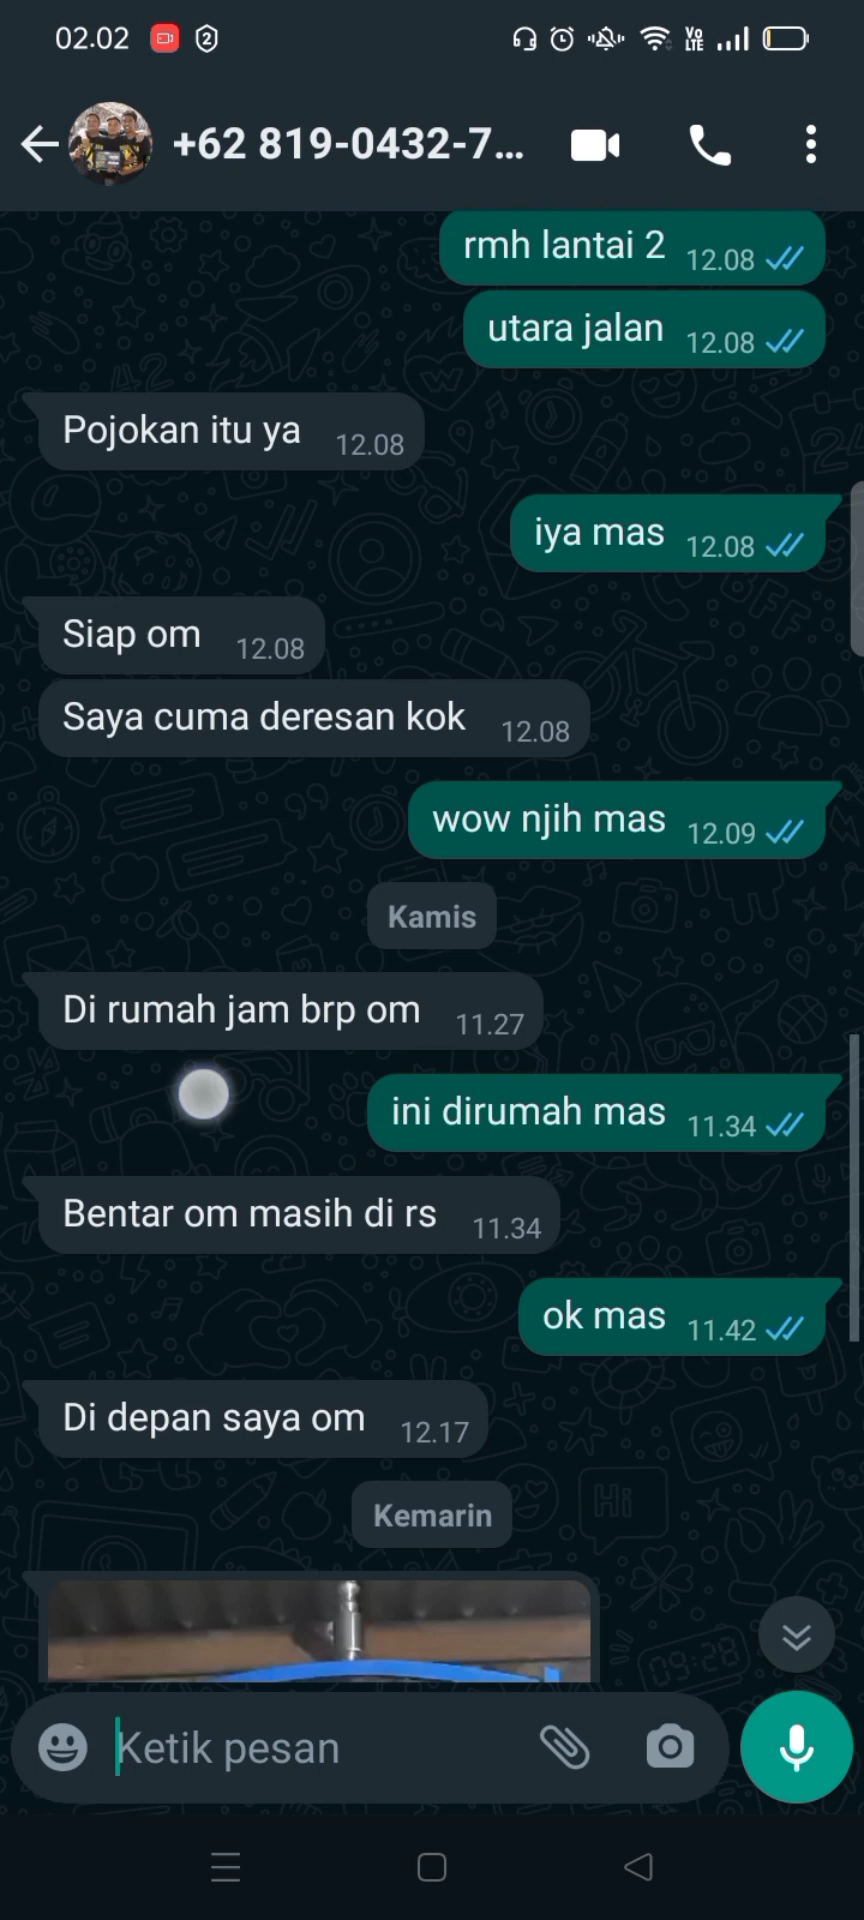 02.02
+62 819-0432-7...
rmh lantai 2 12.08
utara jalan 12.08
Pojokan itu ya 12.08
iya mas 12.08
Siap om 12.08
Saya cuma deresan kok 12.08
wow njih mas 12.09
Kamis
Di rumah jam brp om 11.27
ini dirumah mas 11.34
Bentar om masih di rs 11.34
ok mas 11.42
Di depan saya om 12.17
Kemarin
Ketik pesan